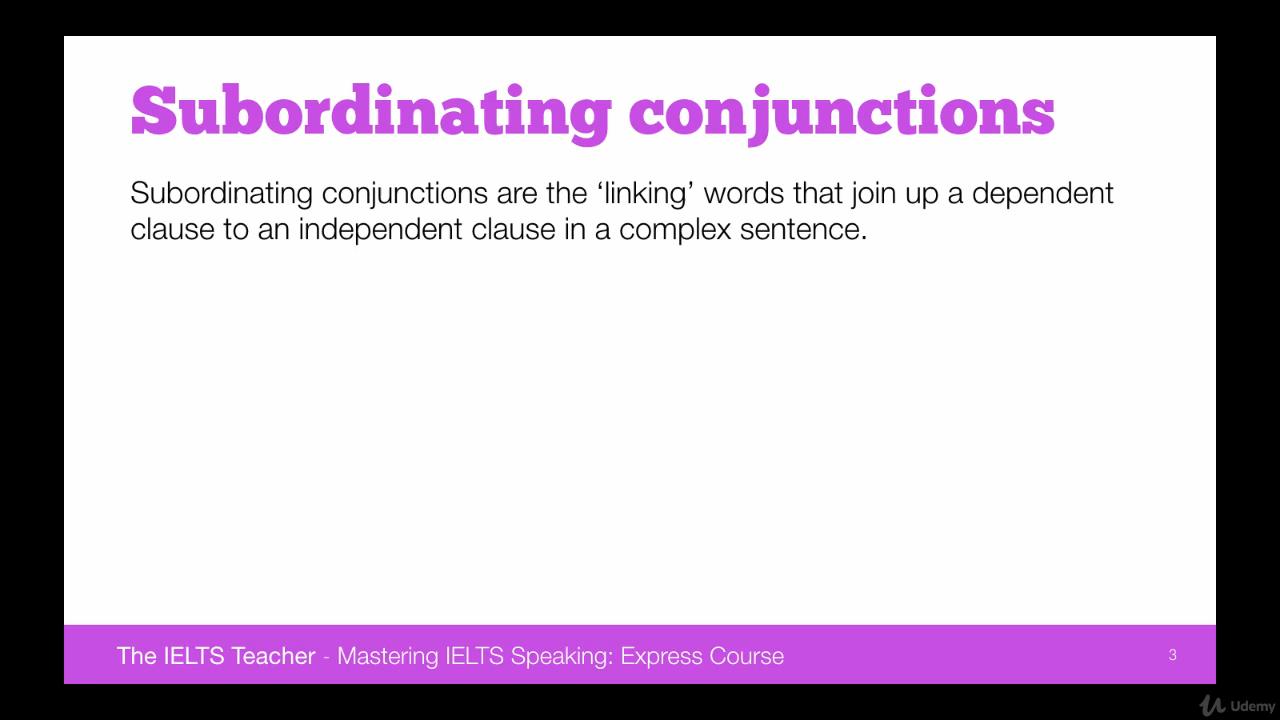 Subordinating conjunctions
Subordinating conjunctions are the ‘linking’ words that join up a dependent
clause to an independent clause in a complex sentence.
The IELTS Teacher - Mastering IELTS Speaking: Express Course
3
Udemy